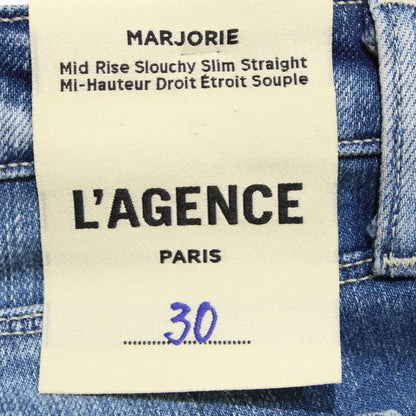 MARJORIE
Mid Rise Slouchy Slim Straight
Mi-Hauteur Droit Étroit Souple
L'AGENCE
PARIS
30